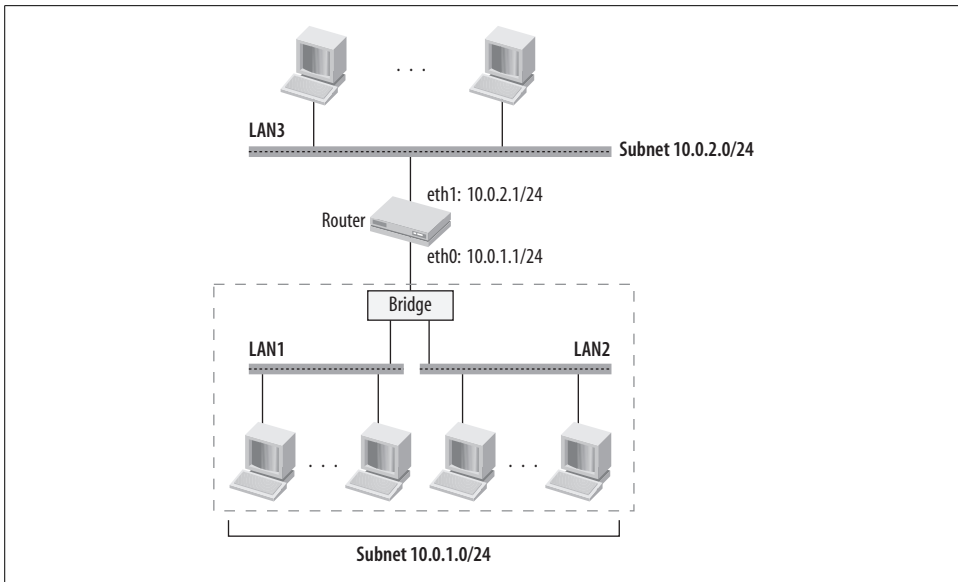 . . .
LAN3
Subnet 10.0.2.0/24
eth1: 10.0.2.1/24
Router
eth0: 10.0.1.1/24
Bridge
LAN1
LAN2
. . .
. . .
Subnet 10.0.1.0/24